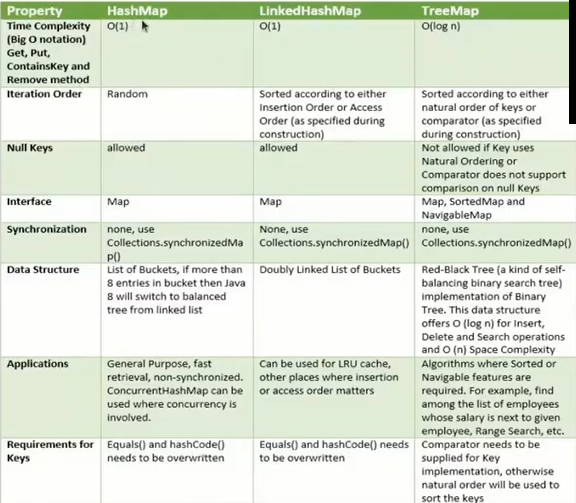 Property HashMap LinkedHashMap TreeMap
Time Complexity O(1) O(1) O(log n)
(Big O notation)
Get, Put,
ContainsKey and
Remove method
Iteration Order Random Sorted according to either Sorted according to either
Insertion Order or Access natural order of keys or
Order (as specified during comparator (as specified
construction) during construction)
Null Keys allowed allowed Not allowed if Key uses
Natural Ordering or
Comparator does not support
comparison on null Keys
Interface Map Map Map, SortedMap and
NavigableMap
Synchronization none, use None, use none, use
Collections.synchronizedMa Collections.synchronizedMap() Collections.synchronizedMap()
p()
Data Structure List of Buckets, if more than Doubly Linked List of Buckets Red-Black Tree (a kind of self-
8 entries in bucket then Java balancing binary search tree)
8 will switch to balanced implementation of Binary
tree from linked list Tree. This data structure
offers O (log n) for Insert,
Delete and Search operations
and O (n) Space Complexity
Applications General Purpose, fast Can be used for LRU cache, Algorithms where Sorted or
retrieval, non-synchronized. other places where insertion Navigable features are
ConcurrentHashMap can be or access order matters required. For example, find
used where concurrency is among the list of employees
involved. whose salary is next to given
employee, Range Search, etc.
Requirements for Equals() and hashCode() Equals() and hashCode() needs Comparator needs to be
Keys needs to be overwritten to be overwritten supplied for Key
implementation, otherwise
natural order will be used to
sort the keys